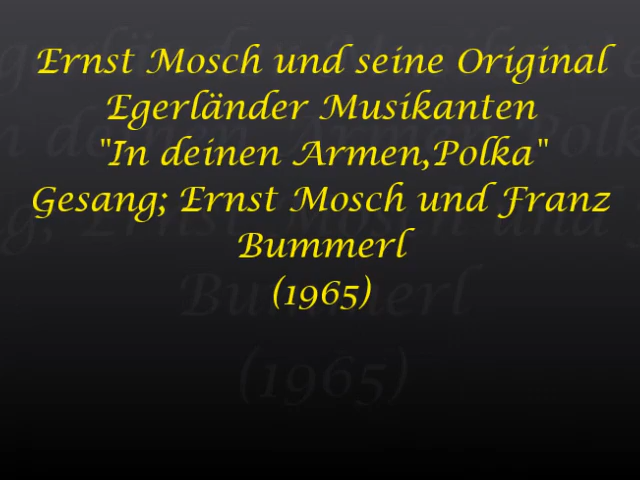 Ernst Mosch und seine Original
Egerländer Musikanten
"In deinen Armen,Polka"
Gesang; Ernst Mosch und Franz
Bummerl
(1965)